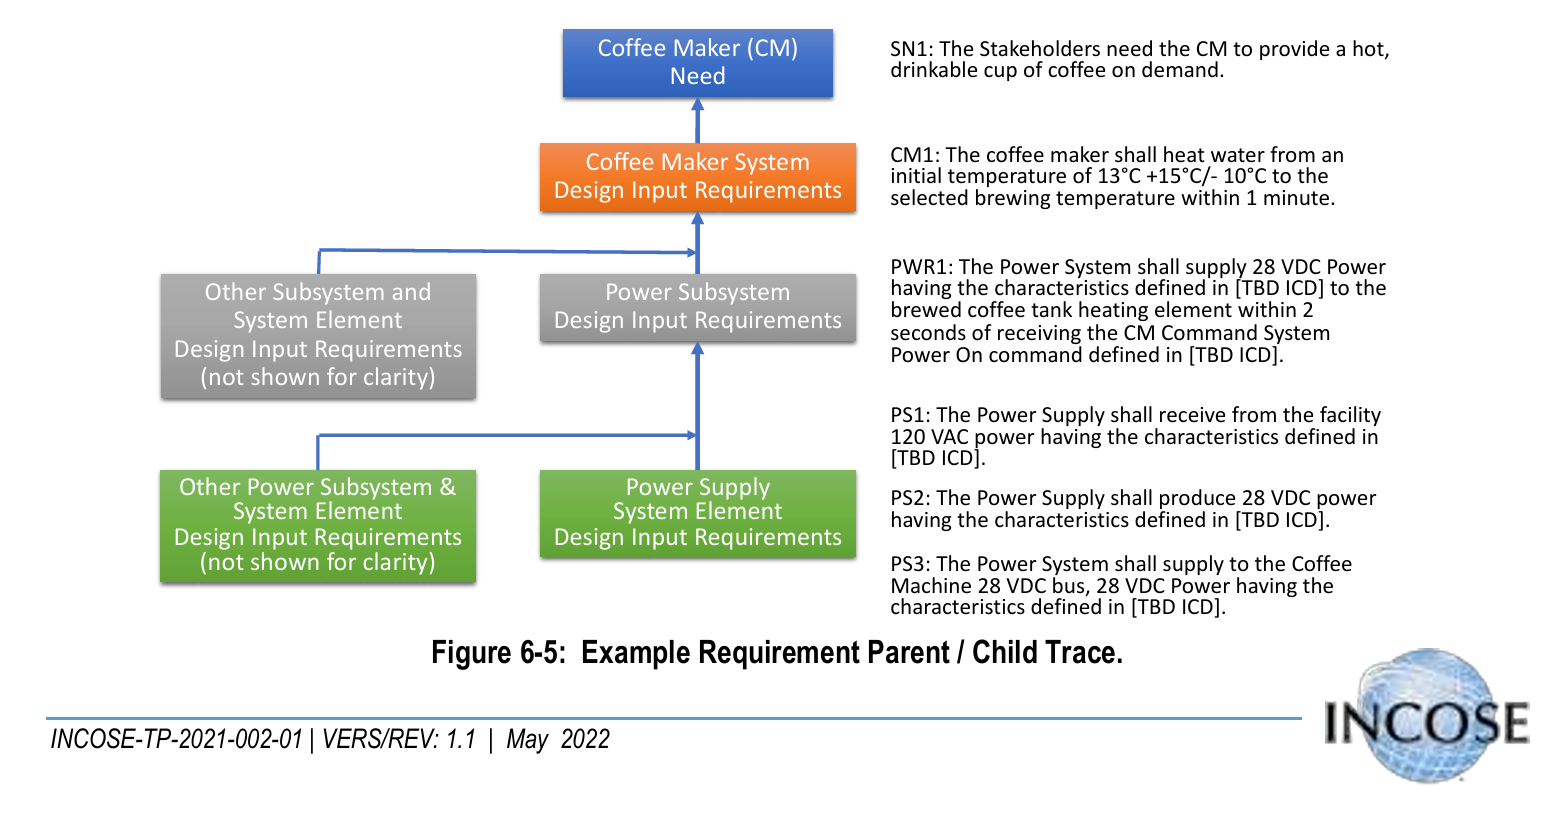 Coffee Maker (CM)
Need
SN1: The Stakeholders need the CM to provide a hot,
drinkable cup of coffee on demand.
Coffee Maker System
Design Input Requirements
CM1: The coffee maker shall heat water from an
initial temperature of 13°C +15°C/- 10°C to the
selected brewing temperature within 1 minute.
Other Subsystem and
System Element
Design Input Requirements
(not shown for clarity)
Power Subsystem
Design Input Requirements
PWR1: The Power System shall supply 28 VDC Power
having the characteristics defined in [TBD ICD] to the
brewed coffee tank heating element within 2
seconds of receiving the CM Command System
Power On command defined in [TBD ICD].
Other Power Subsystem &
System Element
Design Input Requirements
(not shown for clarity)
Power Supply
System Element
Design Input Requirements
PS1: The Power Supply shall receive from the facility
120 VAC power having the characteristics defined in
[TBD ICD].
PS2: The Power Supply shall produce 28 VDC power
having the characteristics defined in [TBD ICD].
PS3: The Power System shall supply to the Coffee
Machine 28 VDC bus, 28 VDC Power having the
characteristics defined in [TBD ICD].
Figure 6-5: Example Requirement Parent / Child Trace.
INCOSE-TP-2021-002-01 | VERS/REV: 1.1 | May 2022
INCOSE